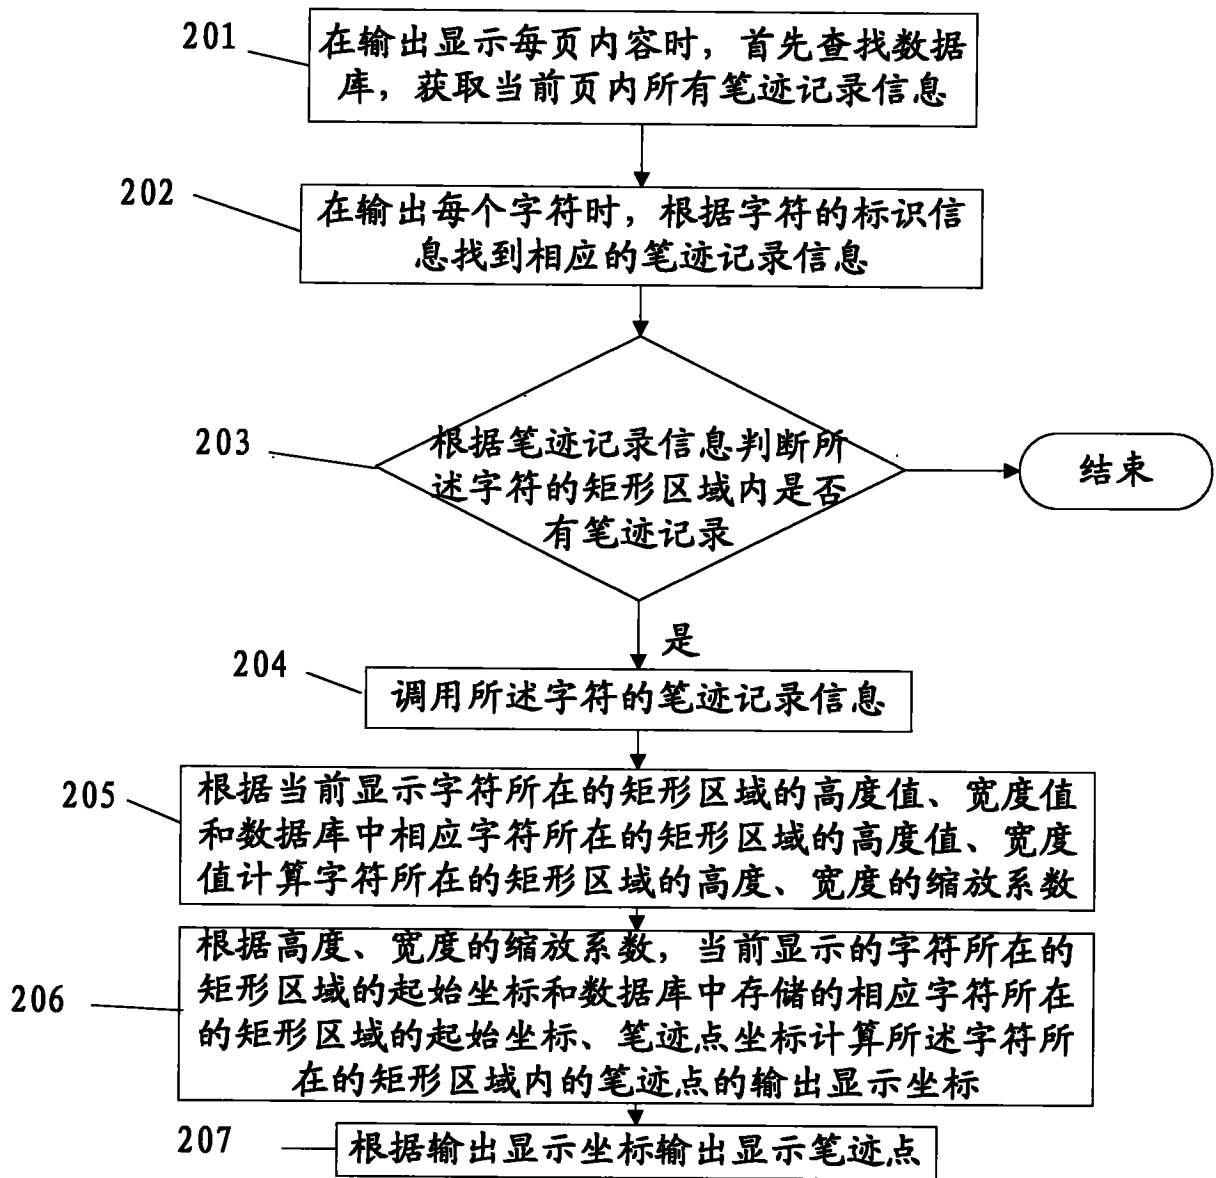 201
在输出显示每页内容时，首先查找数据
库，获取当前页内所有笔迹记录信息
202
在输出每个字符时，根据字符的标识信
息找到相应的笔迹记录信息
203
根据笔迹记录信息判断所
述字符的矩形区域内是否
有笔迹记录
结束
是
204
调用所述字符的笔迹记录信息
205
根据当前显示字符所在的矩形区域的高度值、宽度值
和数据库中相应字符所在的矩形区域的高度值、宽度
值计算字符所在的矩形区域的高度、宽度的缩放系数
206
根据高度、宽度的缩放系数，当前显示的字符所在的
矩形区域的起始坐标和数据库中存储的相应字符所在
的矩形区域的起始坐标、笔迹点坐标计算所述字符所
在的矩形区域内的笔迹点的输出显示坐标
207
根据输出显示坐标输出显示笔迹点